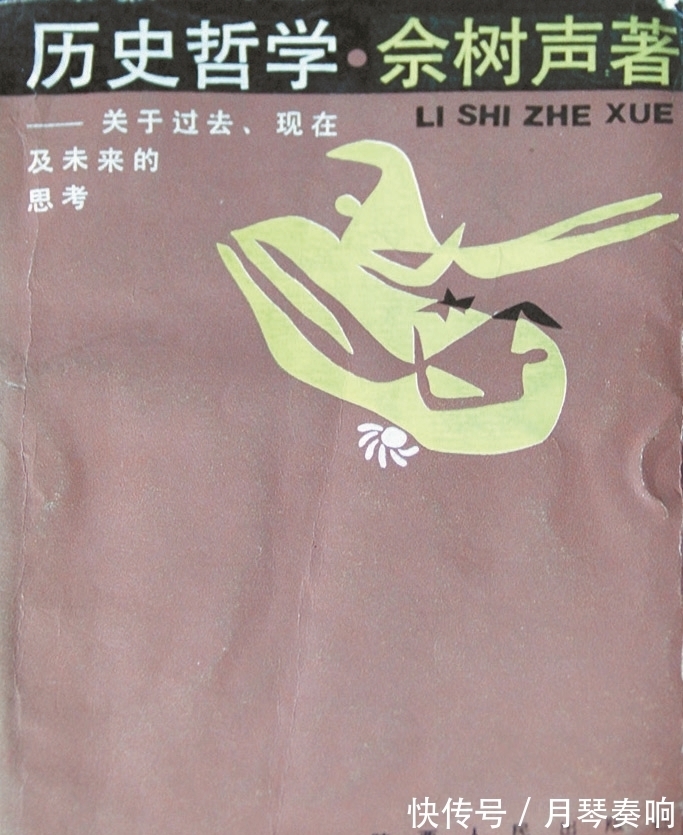 历史哲学·佘树声著
LI SHI ZHE XUE
——关于过去、现在
及未来的
思考
快传号 / 月琴奏响